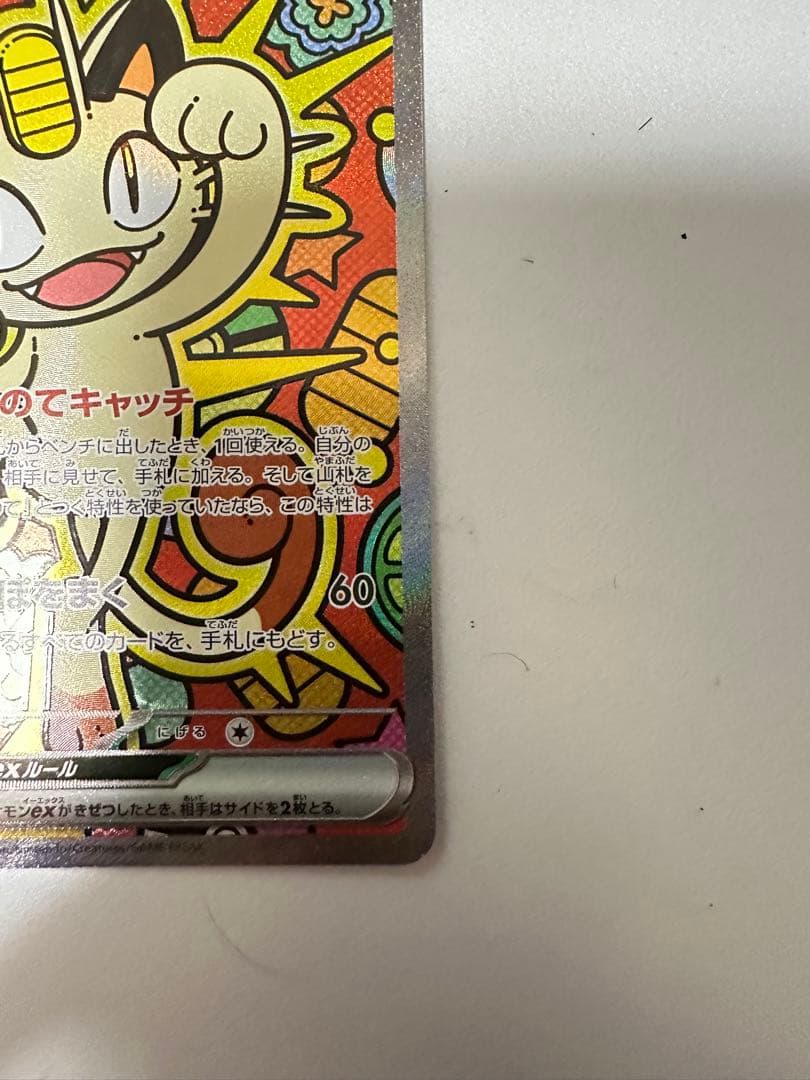 のてキャッチ
からベンチに出したとき、1回使える。自分の
相手に見せて、手札に加える。そして山札を
て」とつく特性を使っていたなら、この特性は
をまく 60
るすべてのカードを、手札にもどす。
にげる
exルール
モンexがきぜつしたとき、相手はサイドを2枚とる。